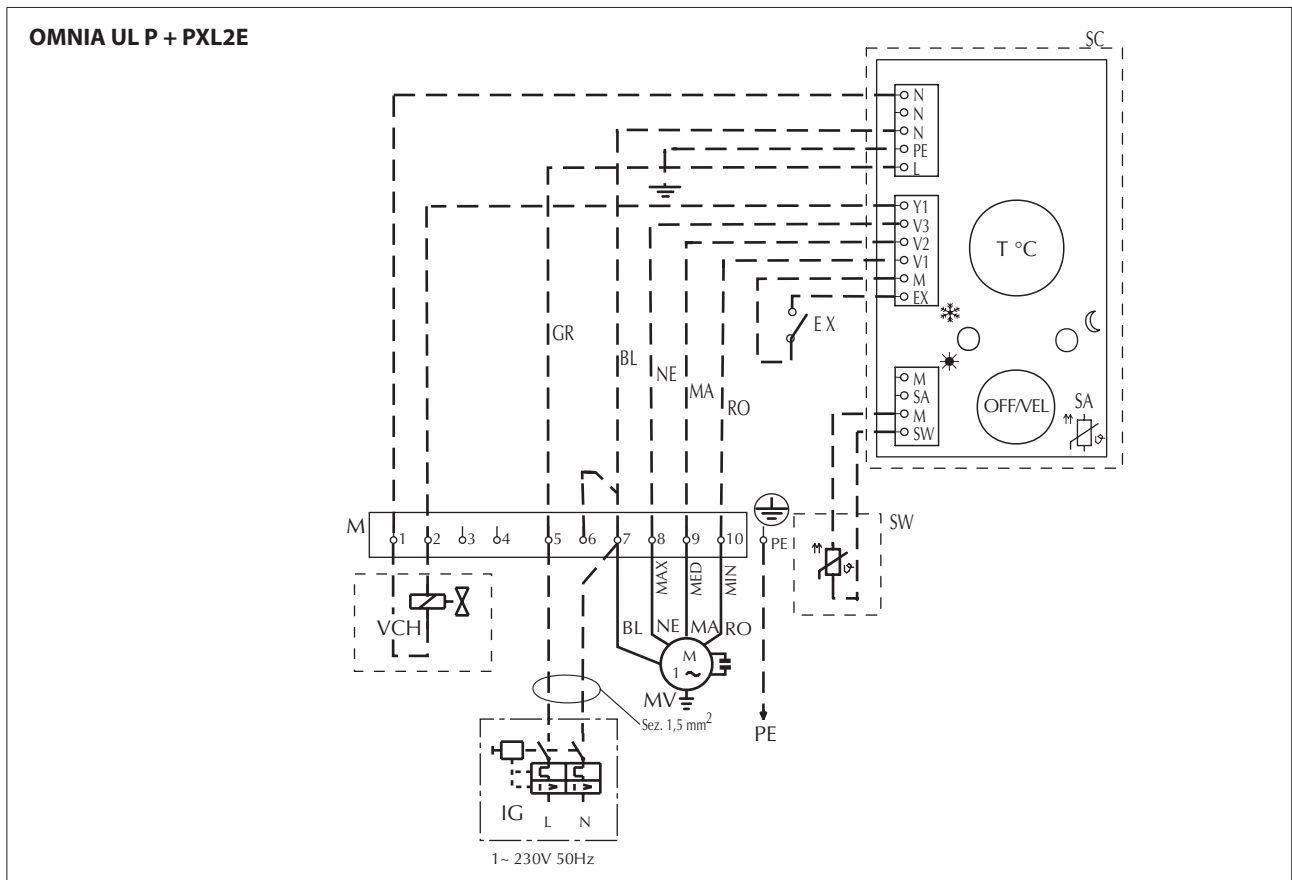 OMNIA UL P + PXL2E
SC
N
N
N
PE
L
Y1
V3
V2
V1
M
EX
T °C
EX
GR
BL
NE
MA
RO
M
SA
M
SW
OFF/VEL
SA
M
1
2
3
4
5
6
7
8
9
10
PE
SW
MAX
MED
MIN
VCH
BL
NE
MA
RO
M
1 ~
MV
Sez. 1,5 mm²
PE
IG
L
N
1~ 230V 50Hz